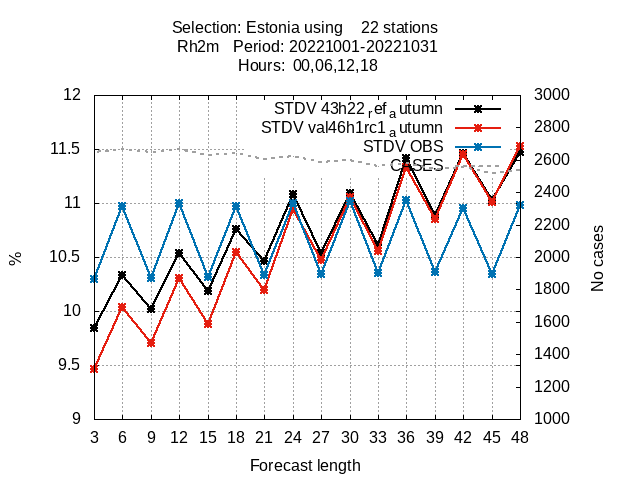 Selection: Estonia using    22 stations
Rh2m   Period: 20221001-20221031
Hours:  00,06,12,18
STDV 43h22_ref_autumn
STDV val46h1rc1_autumn
STDV OBS
CASES
12
11.5
11
10.5
10
9.5
9
%
3000
2800
2600
2400
2200
2000
1800
1600
1400
1200
1000
No cases
3 6 9 12 15 18 21 24 27 30 33 36 39 42 45 48
Forecast length